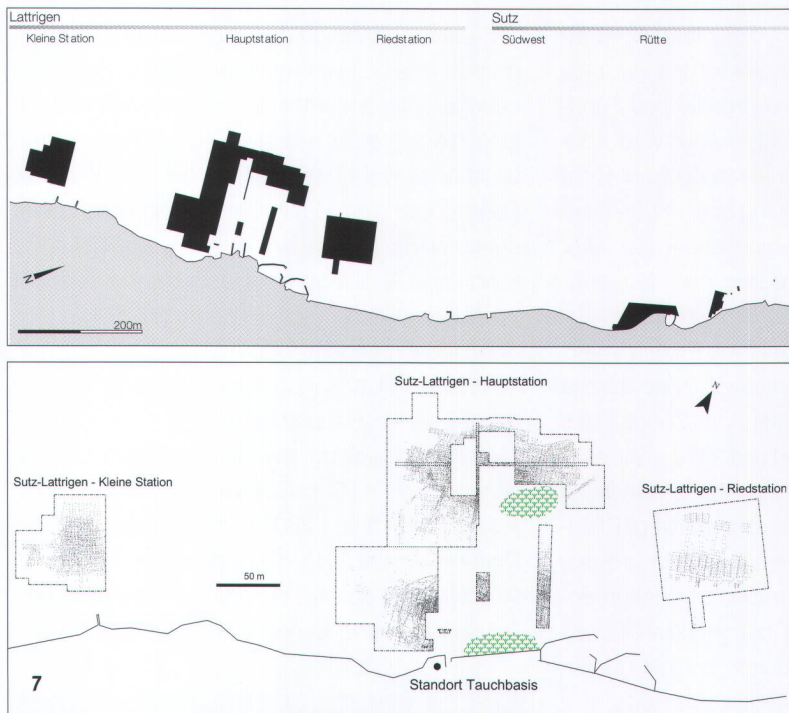 Lattrigen Sutz
Kleine Station Hauptstation Riedstation Südwest Rütte
N
200m
Sutz-Lattrigen - Hauptstation
N
Sutz-Lattrigen - Kleine Station
Sutz-Lattrigen - Riedstation
50 m
7
Standort Tauchbasis